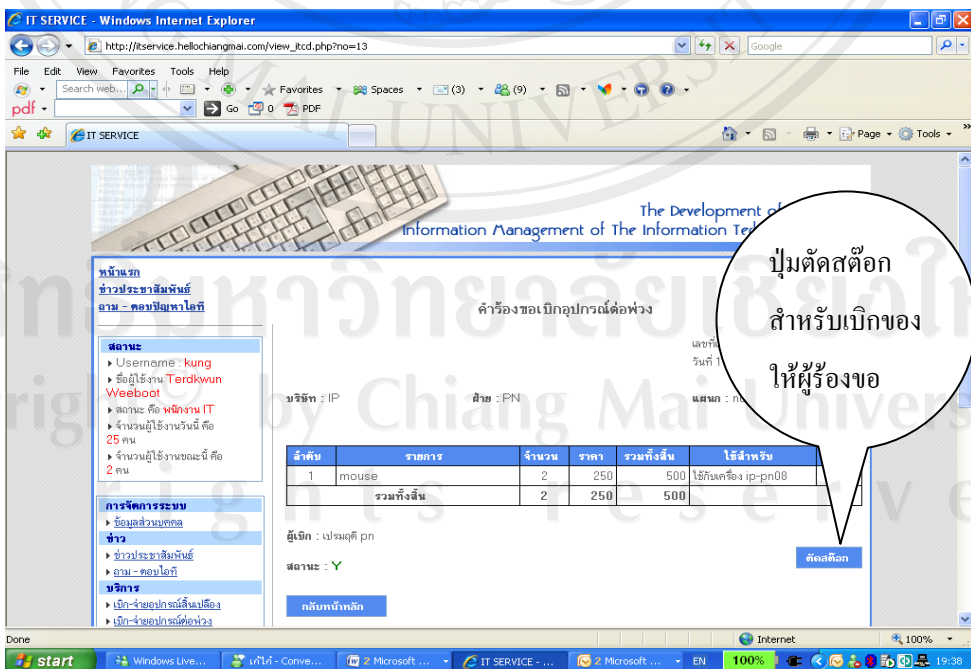 IT SERVICE - Windows Internet Explorer
http://itservice.hellochiangmai.com/view_itcd.php?no=13
Google
File Edit View Favorites Tools Help
Search web... Favorites Spaces (3) (9)
pdf Go 0 PDF
IT SERVICE
Page Tools
The Development of
Information Management of The Information Te
หน้าแรก
ข่าวประชาสัมพันธ์
ถาม - ตอบปัญหาไอที
คำร้องขอเบิกอุปกรณ์ต่อพ่วง
ปุ่มตัดสต๊อก
สำหรับเบิกของ
ให้ผู้ร้องขอ
สถานะ
Username : kung
ชื่อผู้ใช้งาน Terdkwun
Weeboot
สถานะ คือ พนักงาน IT
จำนวนผู้ใช้งานวันนี้ คือ
25 คน
จำนวนผู้ใช้งานขณะนี้ คือ
2 คน
เลขที่
วันที่ 1
บริษัท : IP ฝ่าย : PN แผนก :
ลำดับ รายการ จำนวน ราคา รวมทั้งสิ้น ใช้สำหรับ
1 mouse 2 250 500 ใช้กับเครื่อง ip-pn08
รวมทั้งสิ้น 2 250 500
ผู้เบิก : เปรมฤดี pn
สถานะ : Y
ตัดสต๊อก
กลับหน้าหลัก
การจัดการระบบ
ข้อมูลส่วนบุคคล
ข่าว
ข่าวประชาสัมพันธ์
ถาม - ตอบไอที
บริการ
เบิก-จ่ายอุปกรณ์สิ้นเปลือง
เบิก-จ่ายอุปกรณ์ต่อพ่วง
Done Internet 100%
start Windows Live... - Conve... 2 Microsoft ... IT SERVICE - ... 2 Microsoft ... EN 100% 19:38